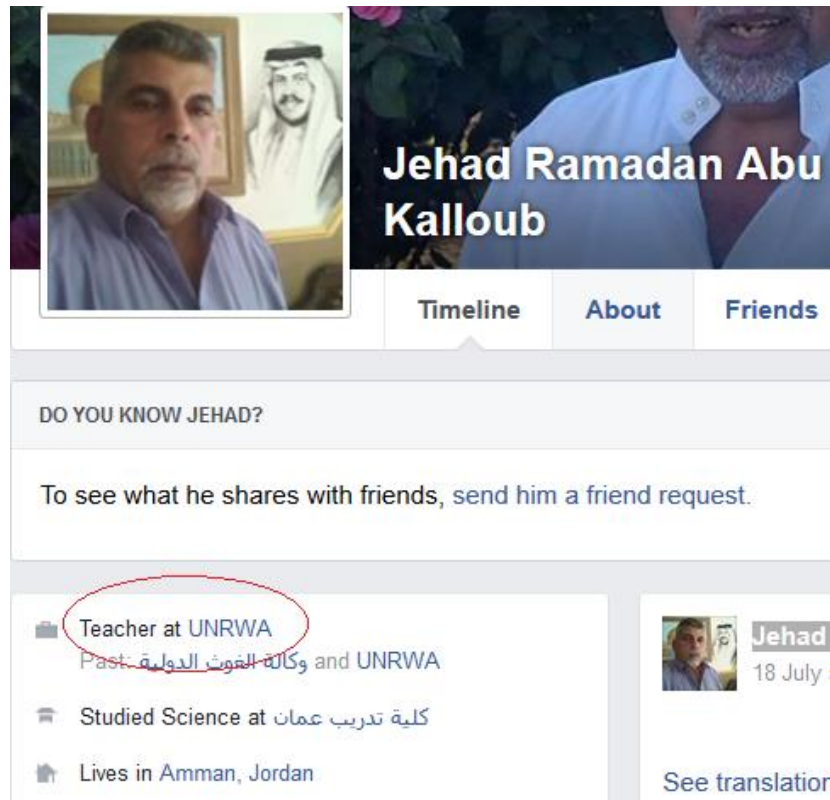 Jehad Ramadan Abu
Kalloub
Timeline About Friends
DO YOU KNOW JEHAD?
To see what he shares with friends, send him a friend request.
Teacher at UNRWA
Past: وكالة الغوث الدولية and UNRWA
Studied Science at كلية تدريب عمان
Lives in Amman, Jordan
Jehad
18 July
See translation